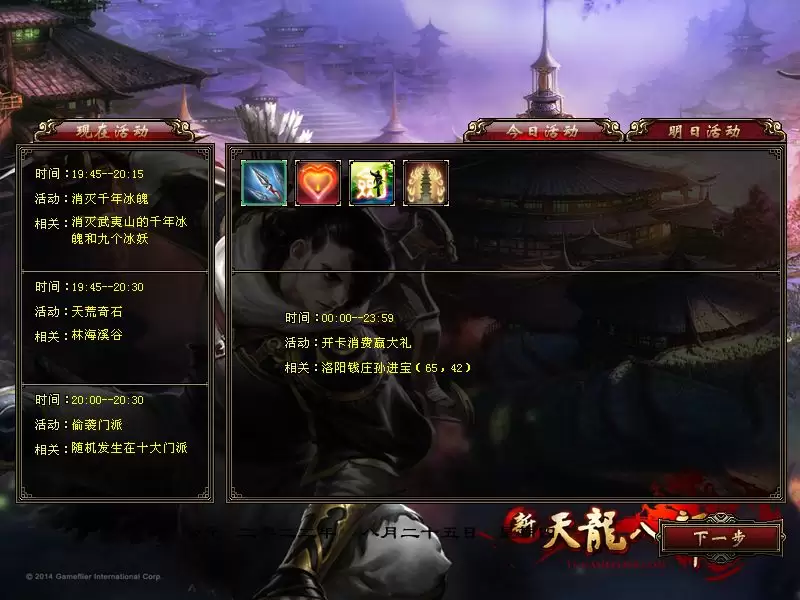 现在活动
今日活动
明日活动
时间：19:45--20:15
活动：消灭千年冰魄
相关：消灭武夷山的千年冰
魄和九个冰妖
时间：19:45--20:30
活动：天荒奇石
相关：林海溪谷
时间：20:00--20:30
活动：偷袭门派
相关：随机发生在十大门派
时间：00:00--23:59
活动：开卡消费赢大礼
相关：洛阳钱庄孙进宝（65，42）
八月二十五日
新天龍八
下一步
© 2014 Gameflier International Corp.